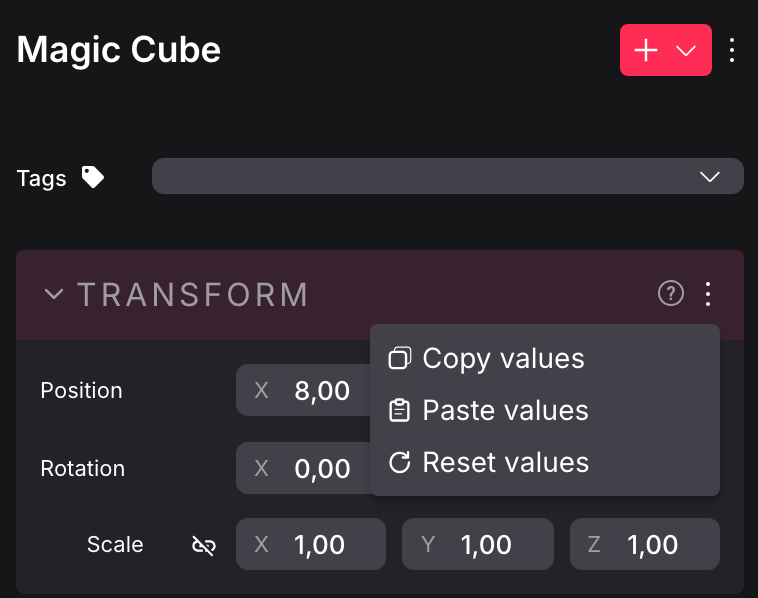 Magic Cube
Tags
TRANSFORM ?
Copy values
Position X 8,00
Paste values
Rotation X 0,00
Reset values
Scale X 1,00 Y 1,00 Z 1,00